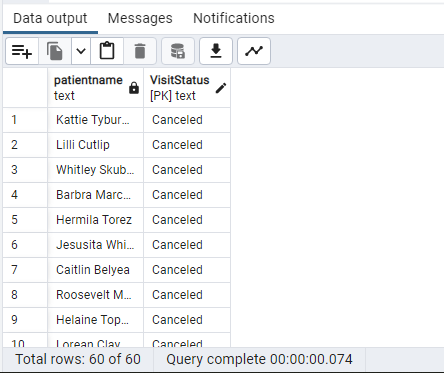 Data output Messages Notifications
patientname VisitStatus
text [PK] text
1 Kattie Tybur... Canceled
2 Lilli Cutlip Canceled
3 Whitley Skub... Canceled
4 Barbra Marc... Canceled
5 Hermila Torez Canceled
6 Jesusita Whi... Canceled
7 Caitlin Belyea Canceled
8 Roosevelt M... Canceled
9 Helaine Top... Canceled
10 Lorean Clay Canceled
Total rows: 60 of 60 Query complete 00:00:00.074